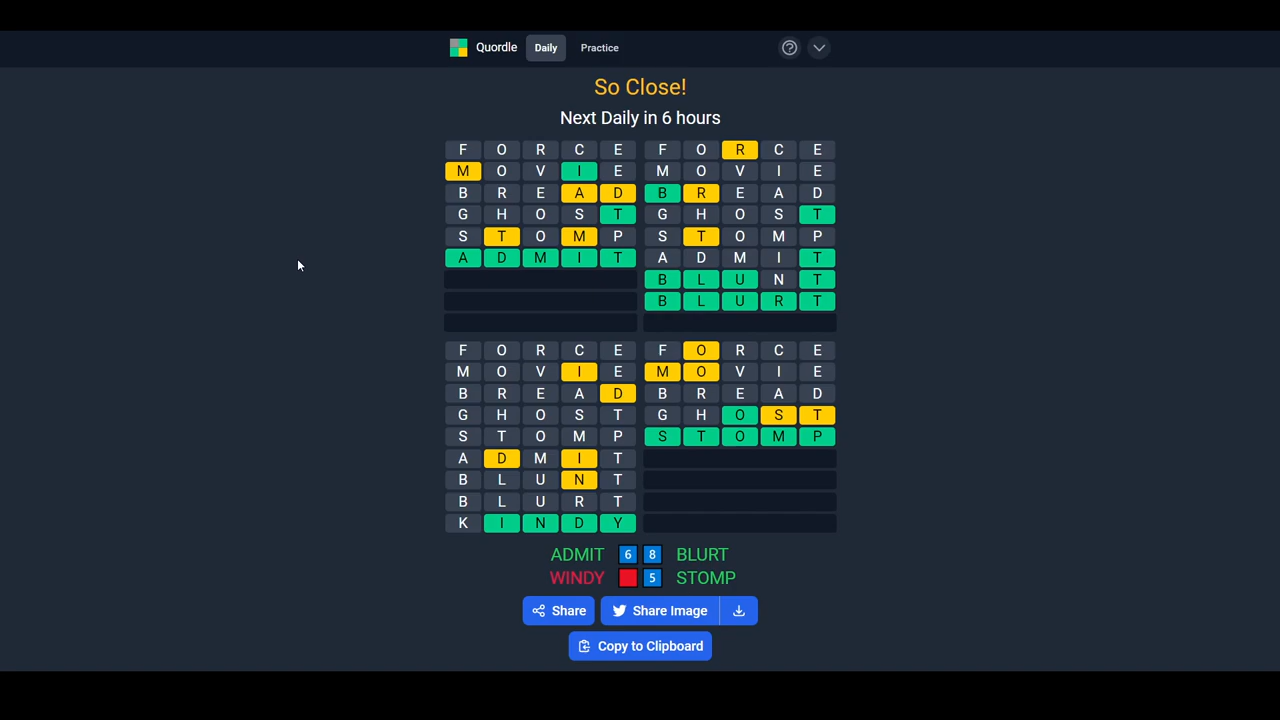 Quordle Daily Practice
So Close!
Next Daily in 6 hours
F O R C E F O R C E
M O V I E M O V I E
B R E A D B R E A D
G H O S T G H O S T
S T O M P S T O M P
A D M I T A D M I T
B L U N T
B L U R T
F O R C E F O R C E
M O V I E M O V I E
B R E A D B R E A D
G H O S T G H O S T
S T O M P S T O M P
A D M I T
B L U N T
B L U R T
K I N D Y
ADMIT 6 8 BLURT
WINDY 5 STOMP
Share Share Image
Copy to Clipboard